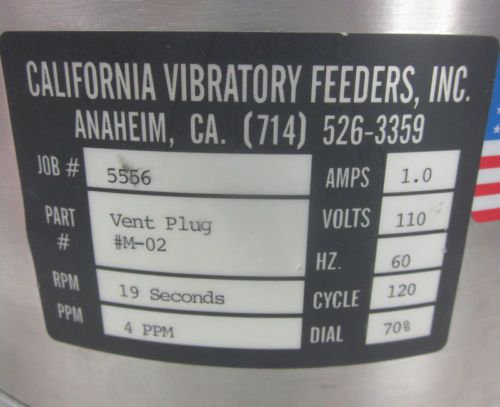 CALIFORNIA VIBRATORY FEEDERS, INC.
ANAHEIM, CA. (714) 526-3359
JOB # 5556 AMPS 1.0
PART # Vent Plug #M-02 VOLTS 110
HZ. 60
RPM 19 Seconds CYCLE 120
PPM 4 PPM DIAL 70%